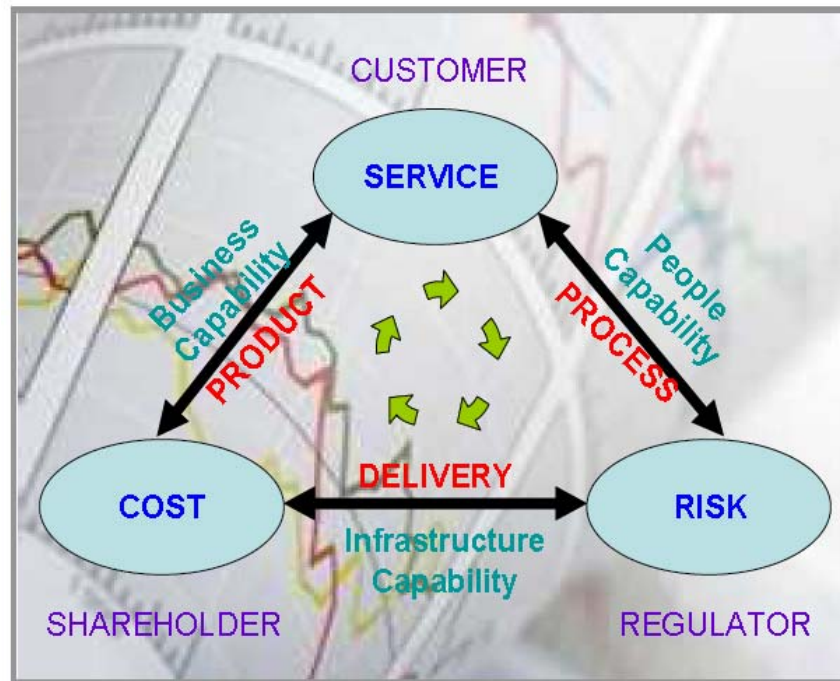 CUSTOMER
SERVICE
Business
Capability
PRODUCT
People
Capability
PROCESS
DELIVERY
COST
RISK
Infrastructure
Capability
SHAREHOLDER
REGULATOR